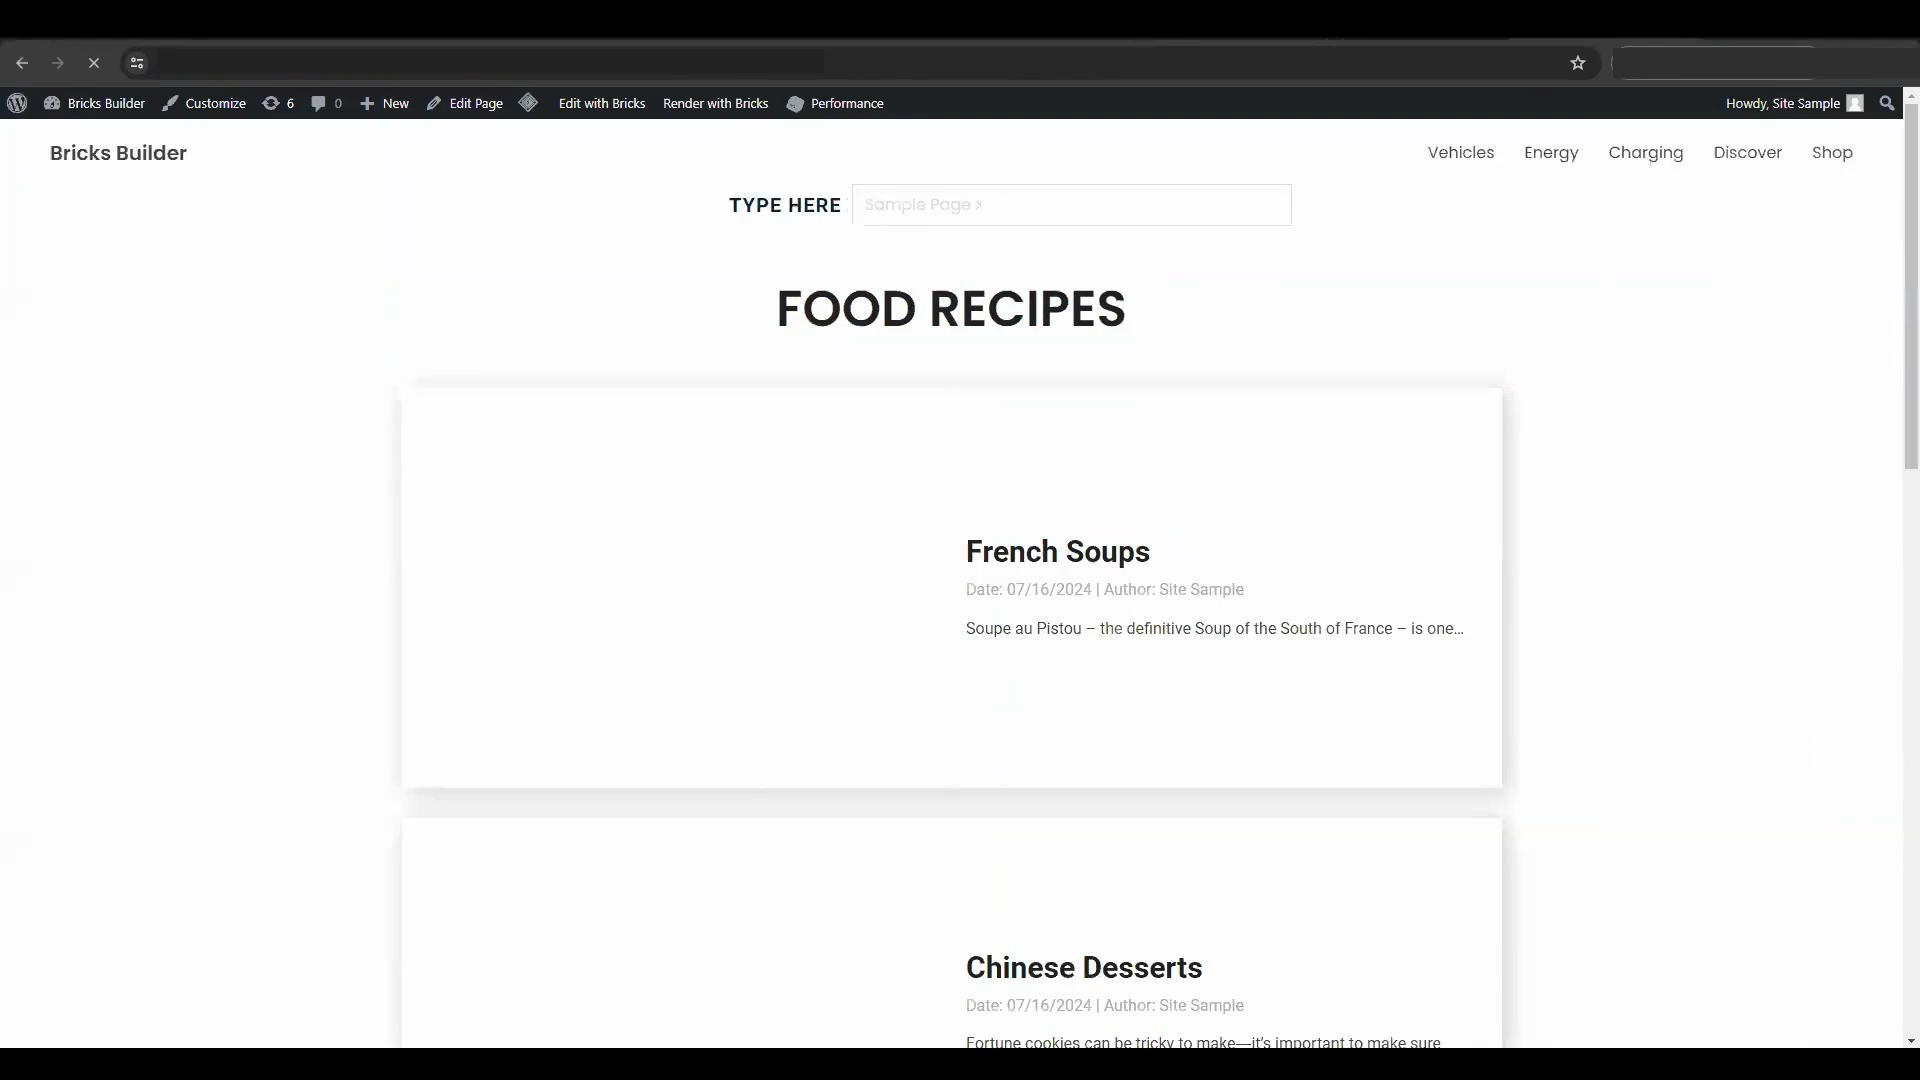 Bricks Builder Customize 6 0 New Edit Page Edit with Bricks Render with Bricks Performance Howdy, Site Sample
Bricks Builder Vehicles Energy Charging Discover Shop
TYPE HERE Sample Page x
FOOD RECIPES
French Soups
Date: 07/16/2024 | Author: Site Sample
Soupe au Pistou – the definitive Soup of the South of France – is one...
Chinese Desserts
Date: 07/16/2024 | Author: Site Sample
Fortune cookies can be tricky to make—it's important to make sure